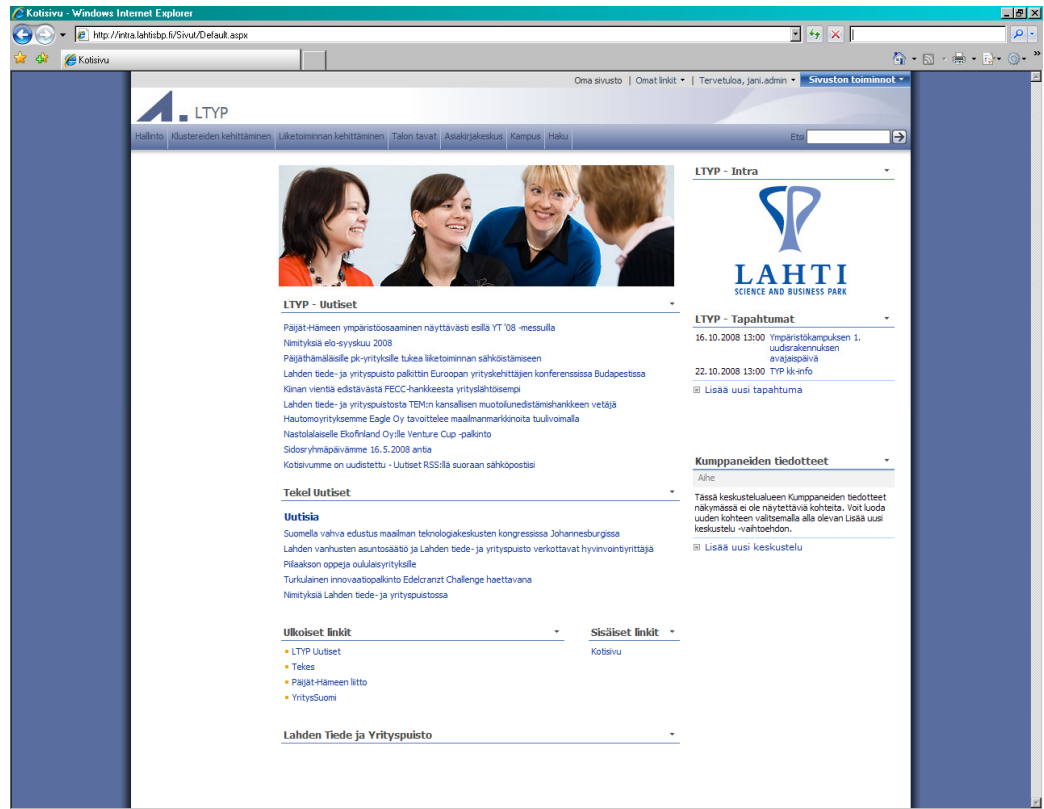 Kotisivu - Windows Internet Explorer
http://intra.lahtisbp.fi/Sivut/Default.aspx
Kotisivu
Oma sivusto | Omat linkit | Tervetuloa, jani.admin Sivuston toiminnot
LTYP
Hallinto Klustereiden kehittäminen Liiketoiminnan kehittäminen Talon tavat Asiakirjakeskus Kampus Haku Etsi
LTYP - Uutiset
Päijät-Hämeen ympäristöosaaminen näyttävästi esillä YT '08 -messuilla
Nimityksiä elo-syyskuu 2008
Päijäthämäläisille pk-yrityksille tukea liiketoiminnan sähköistämiseen
Lahden tiede- ja yrityspuisto palkittiin Euroopan yrityskehittäjien konferenssissa Budapestissa
Kiinan vientiä edistävästä FECC-hankkeesta yrityslähtöisempi
Lahden tiede- ja yrityspuistosta TEM:n kansallisen muotoilunedistämishankkeen vetäjä
Hautomoyrityksemme Eagle Oy tavoittelee maailmanmarkkinoita tuulivoimalla
Nastolalaiselle Ekofinland Oy:lle Venture Cup -palkinto
Sidosryhmäpäivämme 16.5.2008 antia
Kotisivumme on uudistettu - Uutiset RSS:llä suoraan sähköpostiisi
Tekel Uutiset
Uutisia
Suomella vahva edustus maailman teknologiakeskusten kongressissa Johannesburgissa
Lahden vanhusten asuntosäätiö ja Lahden tiede- ja yrityspuisto verkottavat hyvinvointiyrittäjiä
Piilaakson oppeja oululaisyrityksille
Turkulainen innovaatiopalkinto Edelcranzt Challenge haettavana
Nimityksiä Lahden tiede- ja yrityspuistossa
Ulkoiset linkit
LTYP Uutiset
Tekes
Päijät-Hämeen liitto
YritysSuomi
Sisäiset linkit
Kotisivu
Lahden Tiede ja Yrityspuisto
LTYP - Intra
LAHTI
SCIENCE AND BUSINESS PARK
LTYP - Tapahtumat
16.10.2008 13:00 Ympäristökampuksen 1.
uudisrakennuksen
avajaispäivä
22.10.2008 13:00 TYP kk-info
Lisää uusi tapahtuma
Kumppaneiden tiedotteet
Aihe
Tässä keskustelualueen Kumppaneiden tiedotteet
näkymässä ei ole näytettäviä kohteita. Voit luoda
uuden kohteen valitsemalla alla olevan Lisää uusi
keskustelu -vaihtoehdon.
Lisää uusi keskustelu